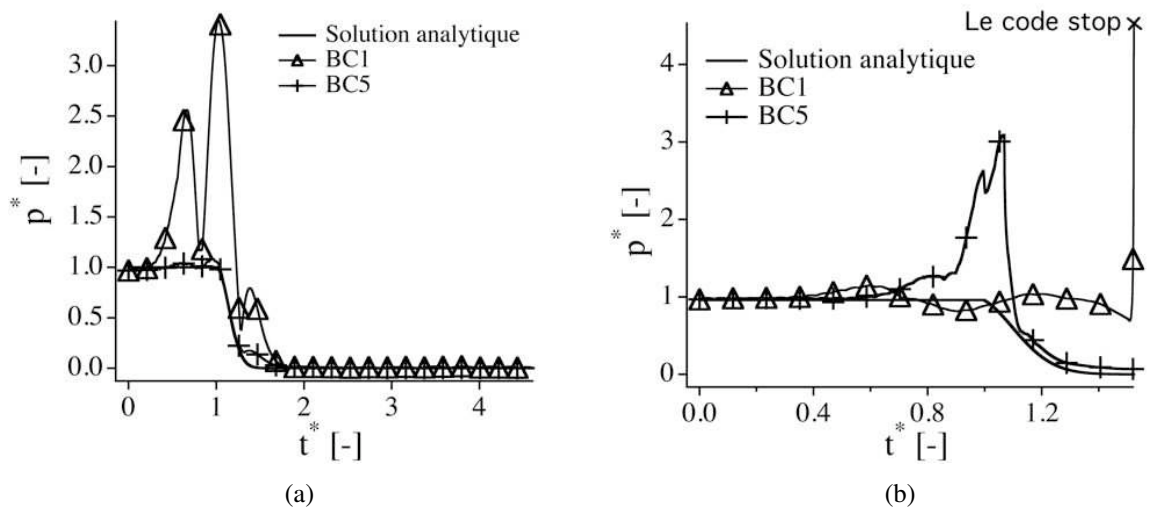 Solution analytique
BC1
BC5
p* [-]
3.0
2.5
2.0
1.5
1.0
0.5
0.0
0
1
2
3
4
t* [-]
(a)
Le code stop
Solution analytique
BC1
BC5
p* [-]
4
3
2
1
0
0.0
0.4
0.8
1.2
t* [-]
(b)